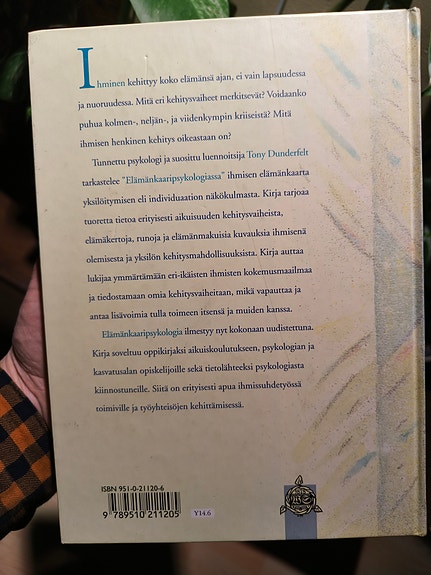 Ihminen kehittyy koko elämänsä ajan, ei vain lapsuudessa
ja nuoruudessa. Mitä eri kehitysvaiheet merkitsevät? Voidaanko
puhua kolmen-, neljän-, ja viidenkympin kriiseistä? Mitä
ihmisen henkinen kehitys oikeastaan on?
Tunnettu psykologi ja suosittu luennoitsija Tony Dunderfelt
tarkastelee "Elämänkaaripsykologiassa" ihmisen elämänkaarta
yksilöitymisen eli individuaation näkökulmasta. Kirja tarjoaa
tuoretta tietoa erityisesti aikuisuuden kehitysvaiheista,
elämäkertoja, runoja ja elämänmakuisia kuvauksia ihmisenä
olemisesta ja yksilön kehitysmahdollisuuksista. Kirja auttaa
lukijaa ymmärtämään eri-ikäisten ihmisten kokemusmaailmaa
ja tiedostamaan omia kehitysvaiheitaan, mikä vapauttaa ja
antaa lisävoimia tulla toimeen itsensä ja muiden kanssa.
Elämänkaaripsykologia ilmestyy nyt kokonaan uudistettuna.
Kirja soveltuu oppikirjaksi aikuiskoulutukseen, psykologian ja
kasvatusalan opiskelijoille sekä tietolähteeksi psykologiasta
kiinnostuneille. Siitä on erityisesti apua ihmissuhdetyössä
toimiville ja työyhteisöjen kehittämisessä.
ISBN 951-0-21120-6
9 789510 211205
Y14.6